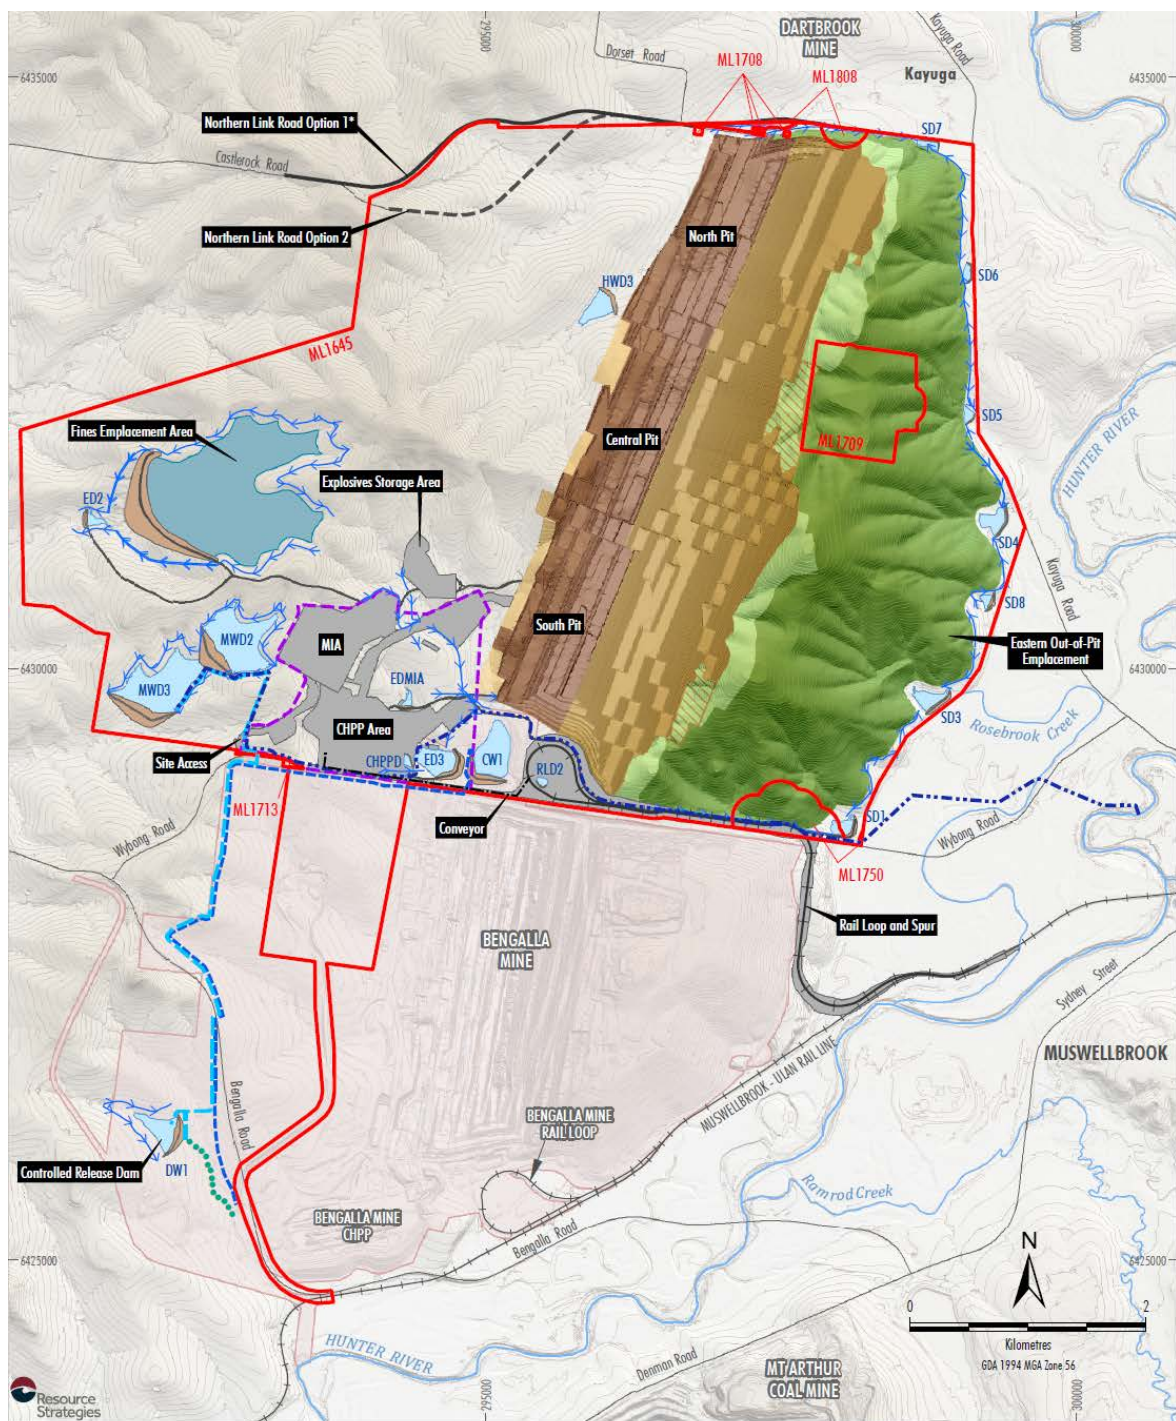 295000
300000
DARTBROOK
MINE
Kayuga Road
Dorset Road
ML1708
ML1808
Kayuga
6435000
6435000
Northern Link Road Option 1*
SD7
Castlerock Road
Northern Link Road Option 2
North Pit
SD6
HWD3
ML1645
SD5
HUNTER RIVER
Fines Emplacement Area
Central Pit
ML1709
Explosives Storage Area
ED2
SD4
Kayuga Road
SD8
South Pit
MWD2
MIA
Eastern Out-of-Pit
Emplacement
6430000
6430000
EDMIA
MWD3
SD3
Rosebrook Creek
CHPP Area
Site Access
CHPPD
ED3
CW1
RLD2
ML1713
Conveyor
SD1
Wybong Road
Wybong Road
ML1750
Rail Loop and Spur
BENGALLA
MINE
Sydney Street
MUSWELLBROOK
MUSWELLBROOK - ULAN RAIL LINE
Bengalla Road
BENGALLA MINE
RAIL LOOP
Controlled Release Dam
DW1
Ramrod Creek
BENGALLA MINE
CHPP
Bengalla Road
N
6425000
6425000
0
2
Kilometres
GDA 1994 MGA Zone 56
HUNTER RIVER
Denman Road
MT ARTHUR
COAL MINE
Resource
Strategies
295000
300000